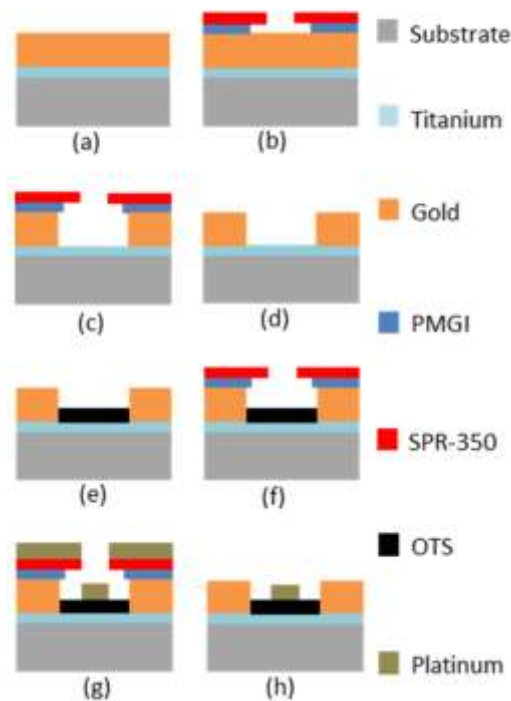 Substrate
(a)
(b)
Titanium
Gold
(c)
(d)
PMGI
SPR-350
(e)
(f)
OTS
Platinum
(g)
(h)